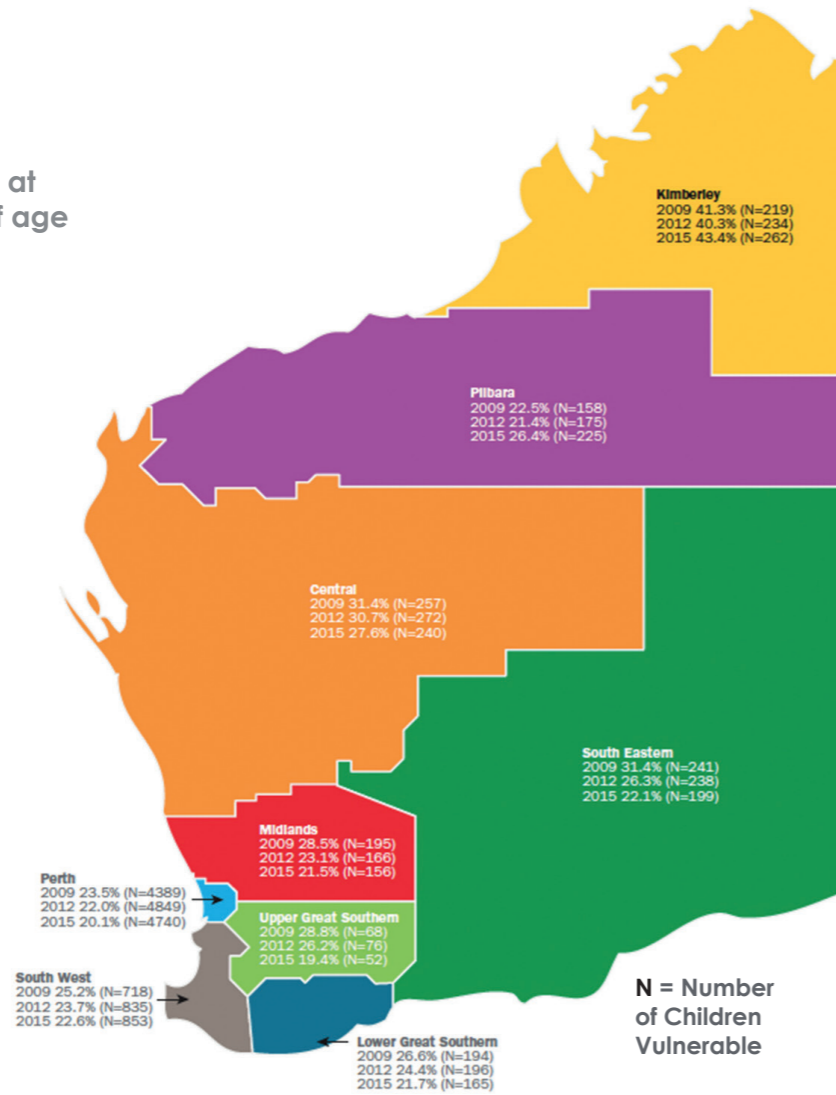 at
f age
Kimberley
2009 41.3% (N=219)
2012 40.3% (N=234)
2015 43.4% (N=262)
Pilbara
2009 22.5% (N=158)
2012 21.4% (N=175)
2015 26.4% (N=225)
Central
2009 31.4% (N=257)
2012 30.7% (N=272)
2015 27.6% (N=240)
South Eastern
2009 31.4% (N=241)
2012 26.3% (N=238)
2015 22.1% (N=199)
Midlands
2009 28.5% (N=195)
2012 23.1% (N=166)
2015 21.5% (N=156)
Perth
2009 23.5% (N=4389)
2012 22.0% (N=4849)
2015 20.1% (N=4740)
Upper Great Southern
2009 28.8% (N=68)
2012 26.2% (N=76)
2015 19.4% (N=52)
South West
2009 25.2% (N=718)
2012 23.7% (N=835)
2015 22.6% (N=853)
N = Number
of Children
Vulnerable
Lower Great Southern
2009 26.6% (N=194)
2012 24.4% (N=196)
2015 21.7% (N=165)